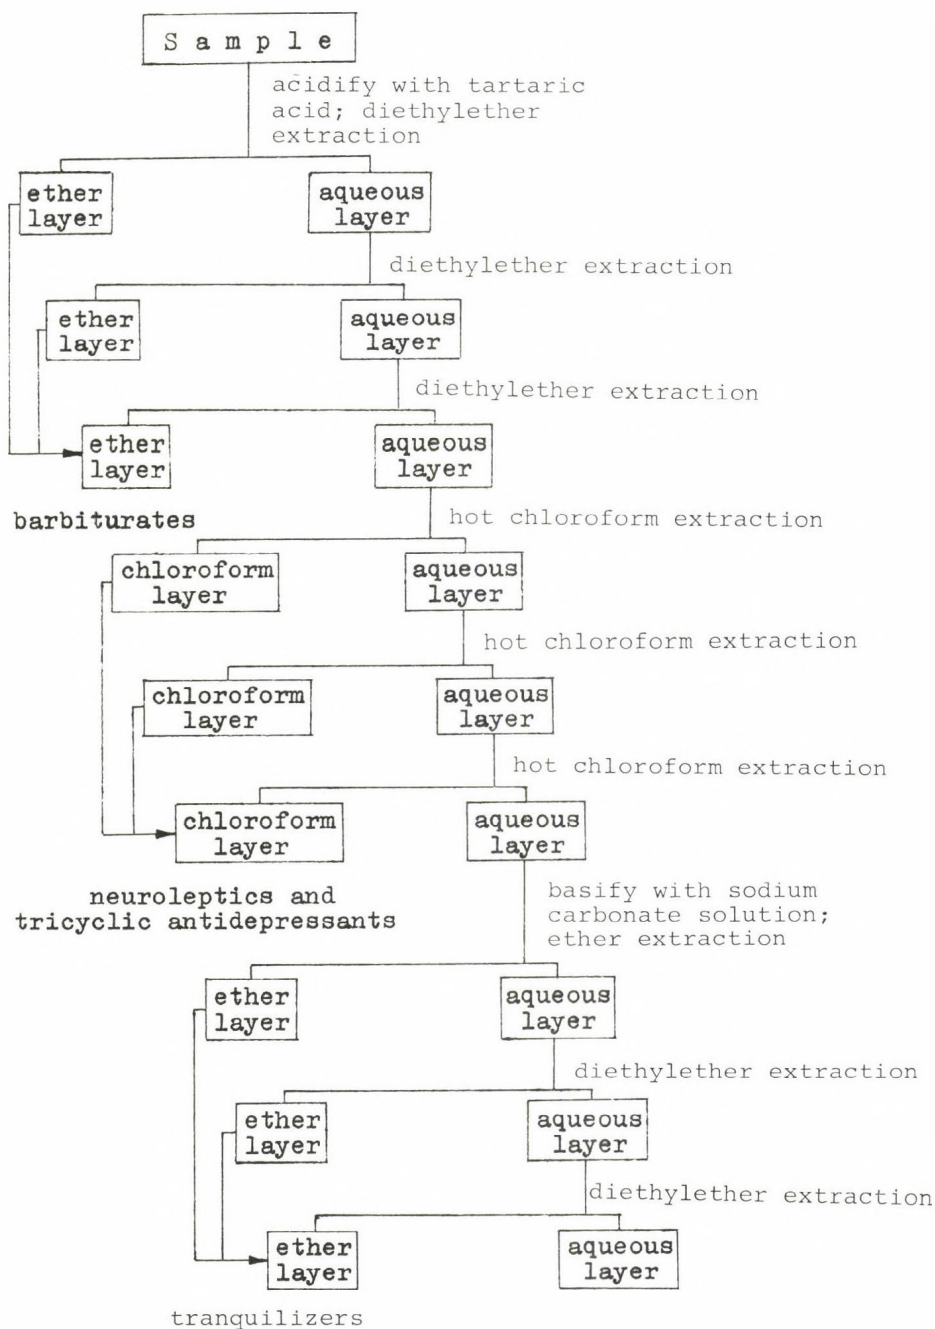 S a m p l e
acidify with tartaric
acid; diethylether
extraction
ether
layer
aqueous
layer
diethylether extraction
ether
layer
aqueous
layer
diethylether extraction
ether
layer
aqueous
layer
barbiturates
hot chloroform extraction
chloroform
layer
aqueous
layer
hot chloroform extraction
chloroform
layer
aqueous
layer
hot chloroform extraction
chloroform
layer
aqueous
layer
neuroleptics and
tricyclic antidepressants
basify with sodium
carbonate solution;
ether extraction
ether
layer
aqueous
layer
diethylether extraction
ether
layer
aqueous
layer
diethylether extraction
ether
layer
aqueous
layer
tranquilizers